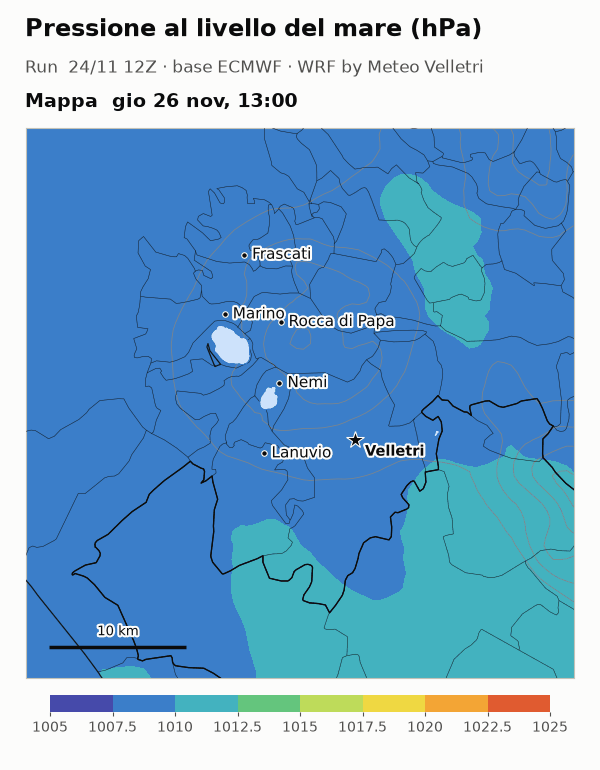 Pressione al livello del mare (hPa)
Run  24/11 12Z · base ECMWF · WRF by Meteo Velletri
Mappa  gio 26 nov, 13:00
Frascati
Marino
Rocca di Papa
Nemi
Velletri
Lanuvio
10 km
1005 1007.5 1010 1012.5 1015 1017.5 1020 1022.5 1025